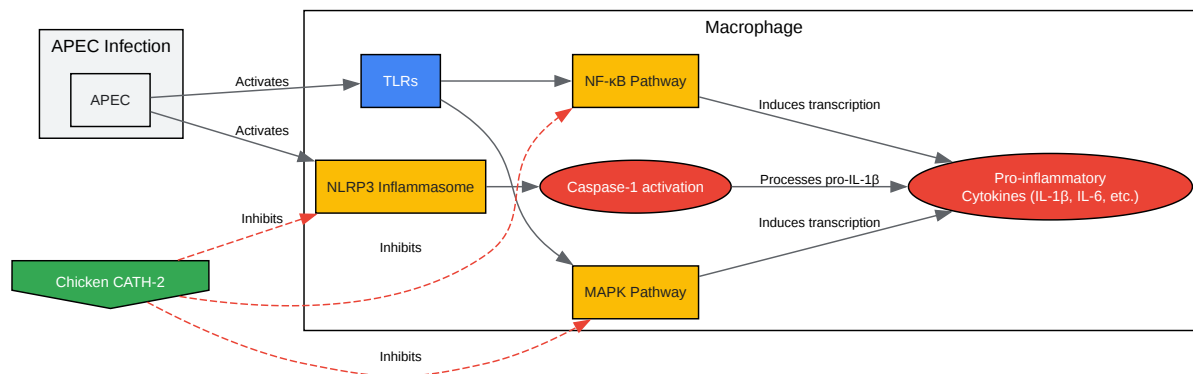 Macrophage
APEC Infection
APEC
Activates
Activates
TLRs
NF-κB Pathway
Induces transcription
NLRP3 Inflammasome
Caspase-1 activation
Processes pro-IL-1β
Pro-inflammatory
Cytokines (IL-1β, IL-6, etc.)
Inhibits
Inhibits
Induces transcription
Chicken CATH-2
MAPK Pathway
Inhibits